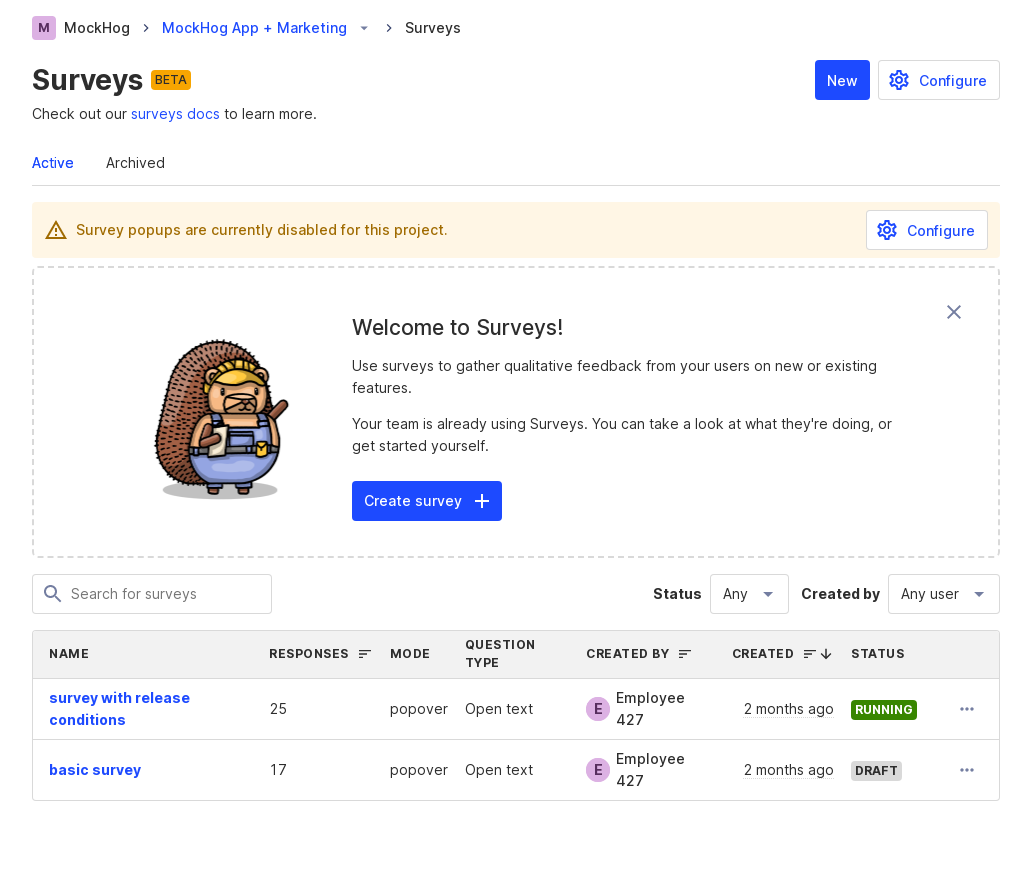 M MockHog MockHog App + Marketing Surveys
Surveys BETA
New Configure
Check out our surveys docs to learn more.
Active Archived
Survey popups are currently disabled for this project. Configure
Welcome to Surveys!
Use surveys to gather qualitative feedback from your users on new or existing
features.
Your team is already using Surveys. You can take a look at what they're doing, or
get started yourself.
Create survey
Search for surveys Status Any Created by Any user
NAME RESPONSES MODE QUESTION TYPE CREATED BY CREATED STATUS
survey with release conditions 25 popover Open text E Employee 427 2 months ago RUNNING
basic survey 17 popover Open text E Employee 427 2 months ago DRAFT